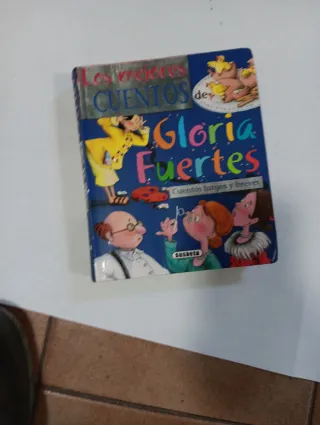 Los mejores
CUENTOS
de
Gloria
Fuertes
Cuentos largos y breves
SUSAETA